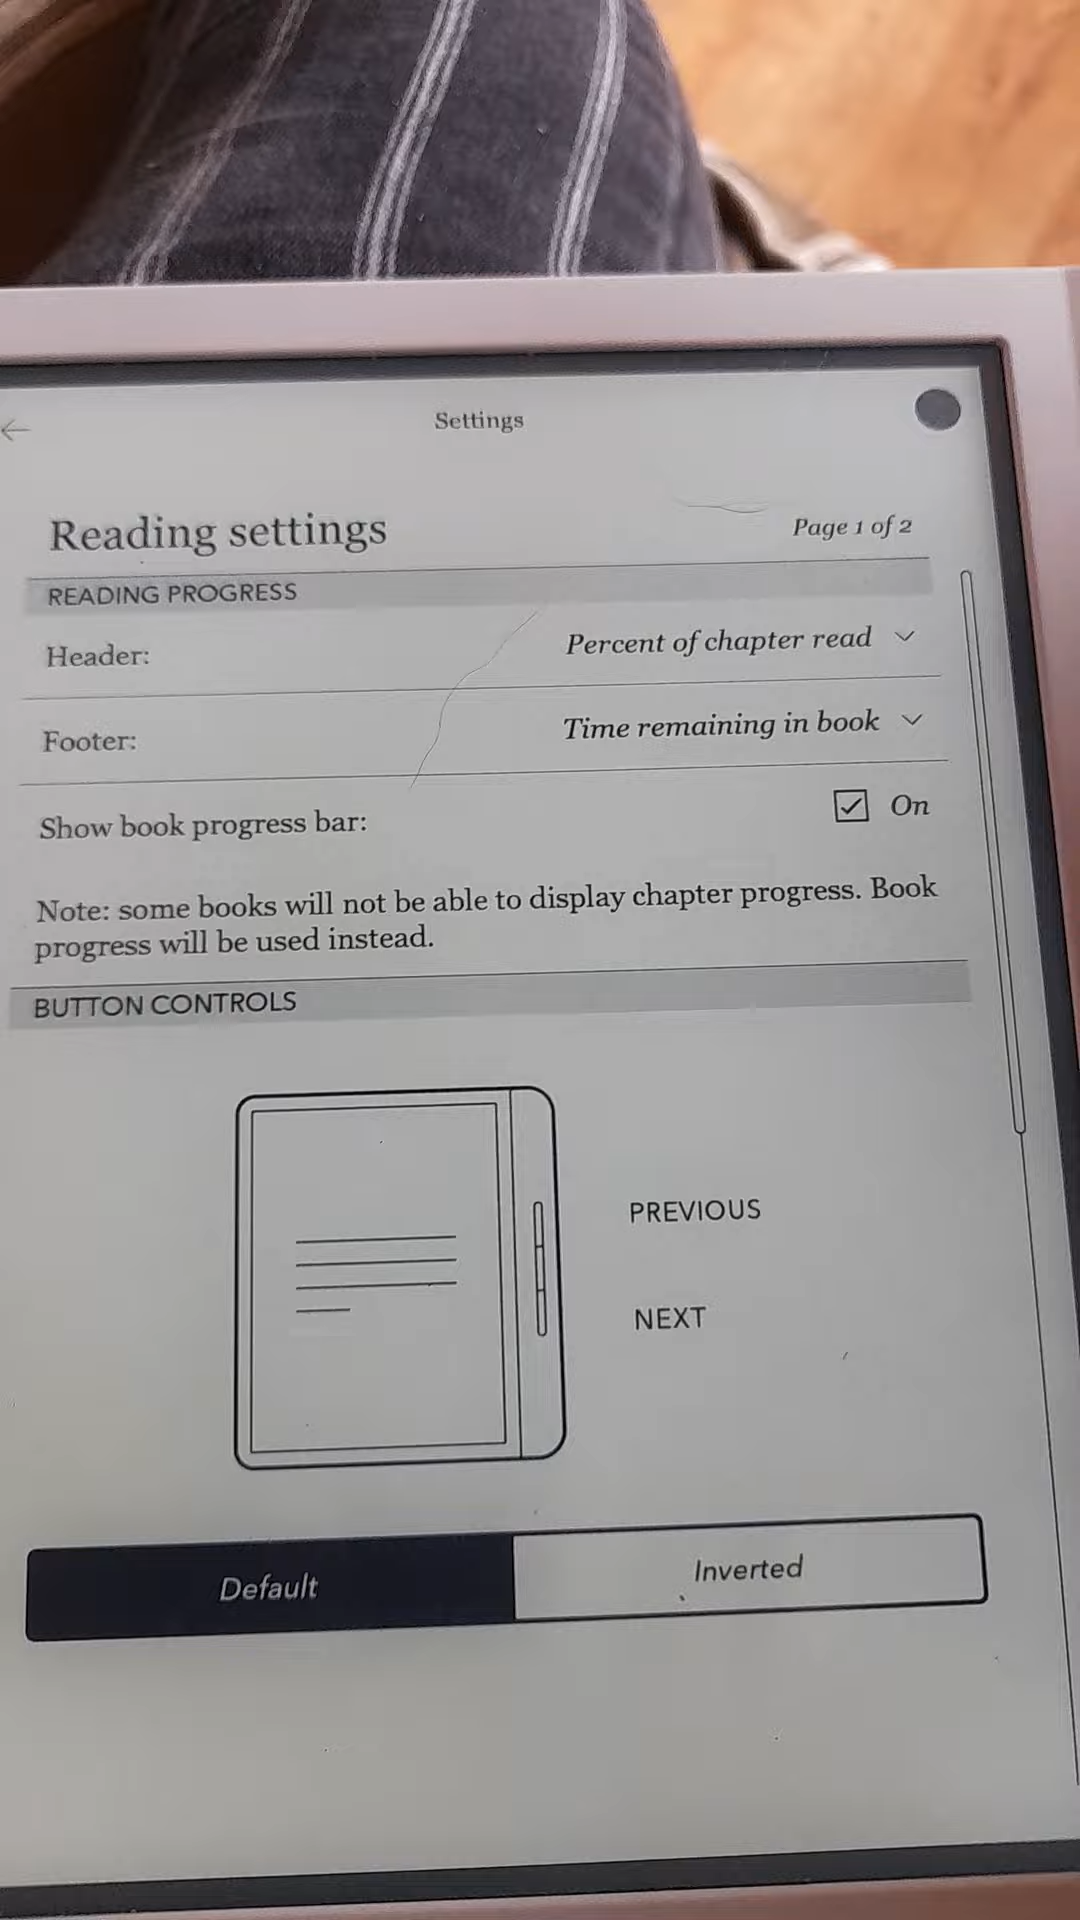 Settings
Reading settings
Page 1 of 2
READING PROGRESS
Header:
Percent of chapter read
Footer:
Time remaining in book
Show book progress bar:
On
Note: some books will not be able to display chapter progress. Book
progress will be used instead.
BUTTON CONTROLS
PREVIOUS
NEXT
Default
Inverted